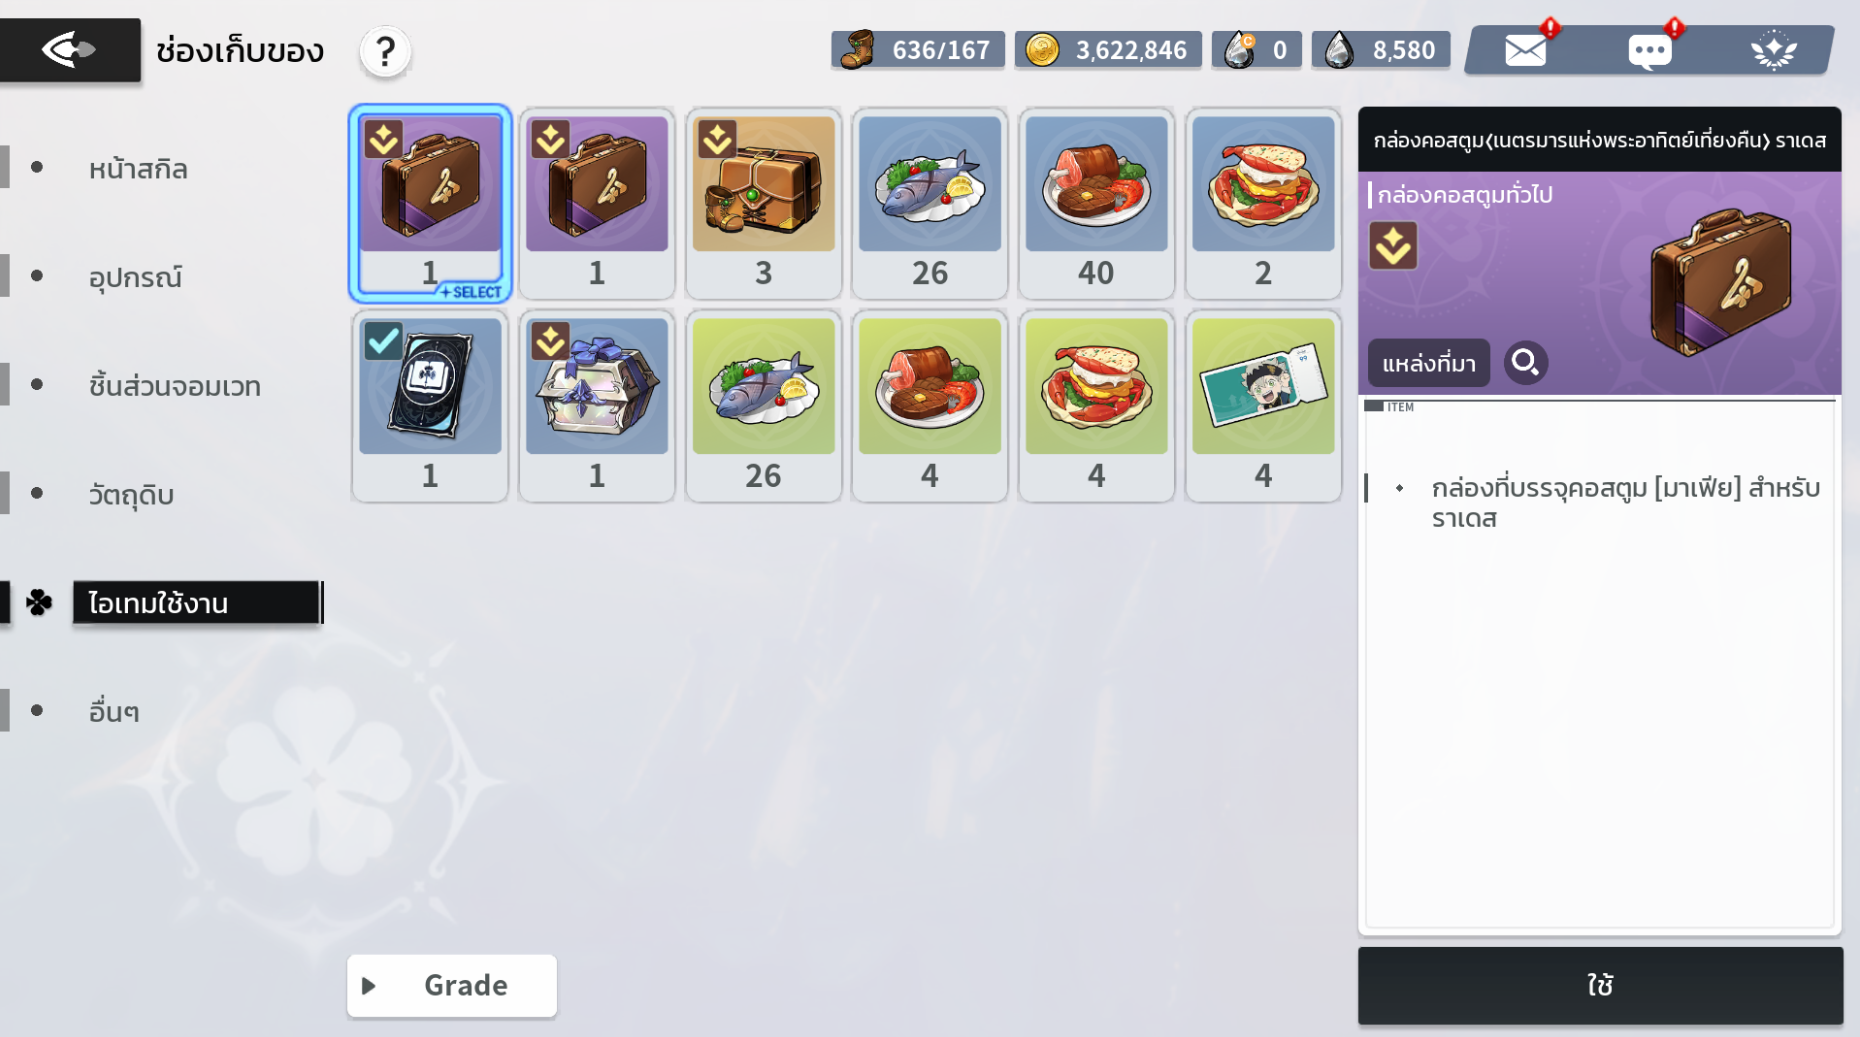 ช่องเก็บของ
?
636/167
3,622,846
0
8,580
หน้าสกิล
อุปกรณ์
ชิ้นส่วนจอมเวท
วัตถุดิบ
ไอเทมใช้งาน
อื่นๆ
1
SELECT
1
3
26
40
2
1
1
26
4
4
4
Grade
กล่องคอสตูม⟨เนตรมารแห่งพระอาทิตย์เที่ยงคืน⟩ ราเดส
กล่องคอสตูมทั่วไป
แหล่งที่มา
ITEM
กล่องที่บรรจุคอสตูม [มาเฟีย] สำหรับ
ราเดส
ใช้